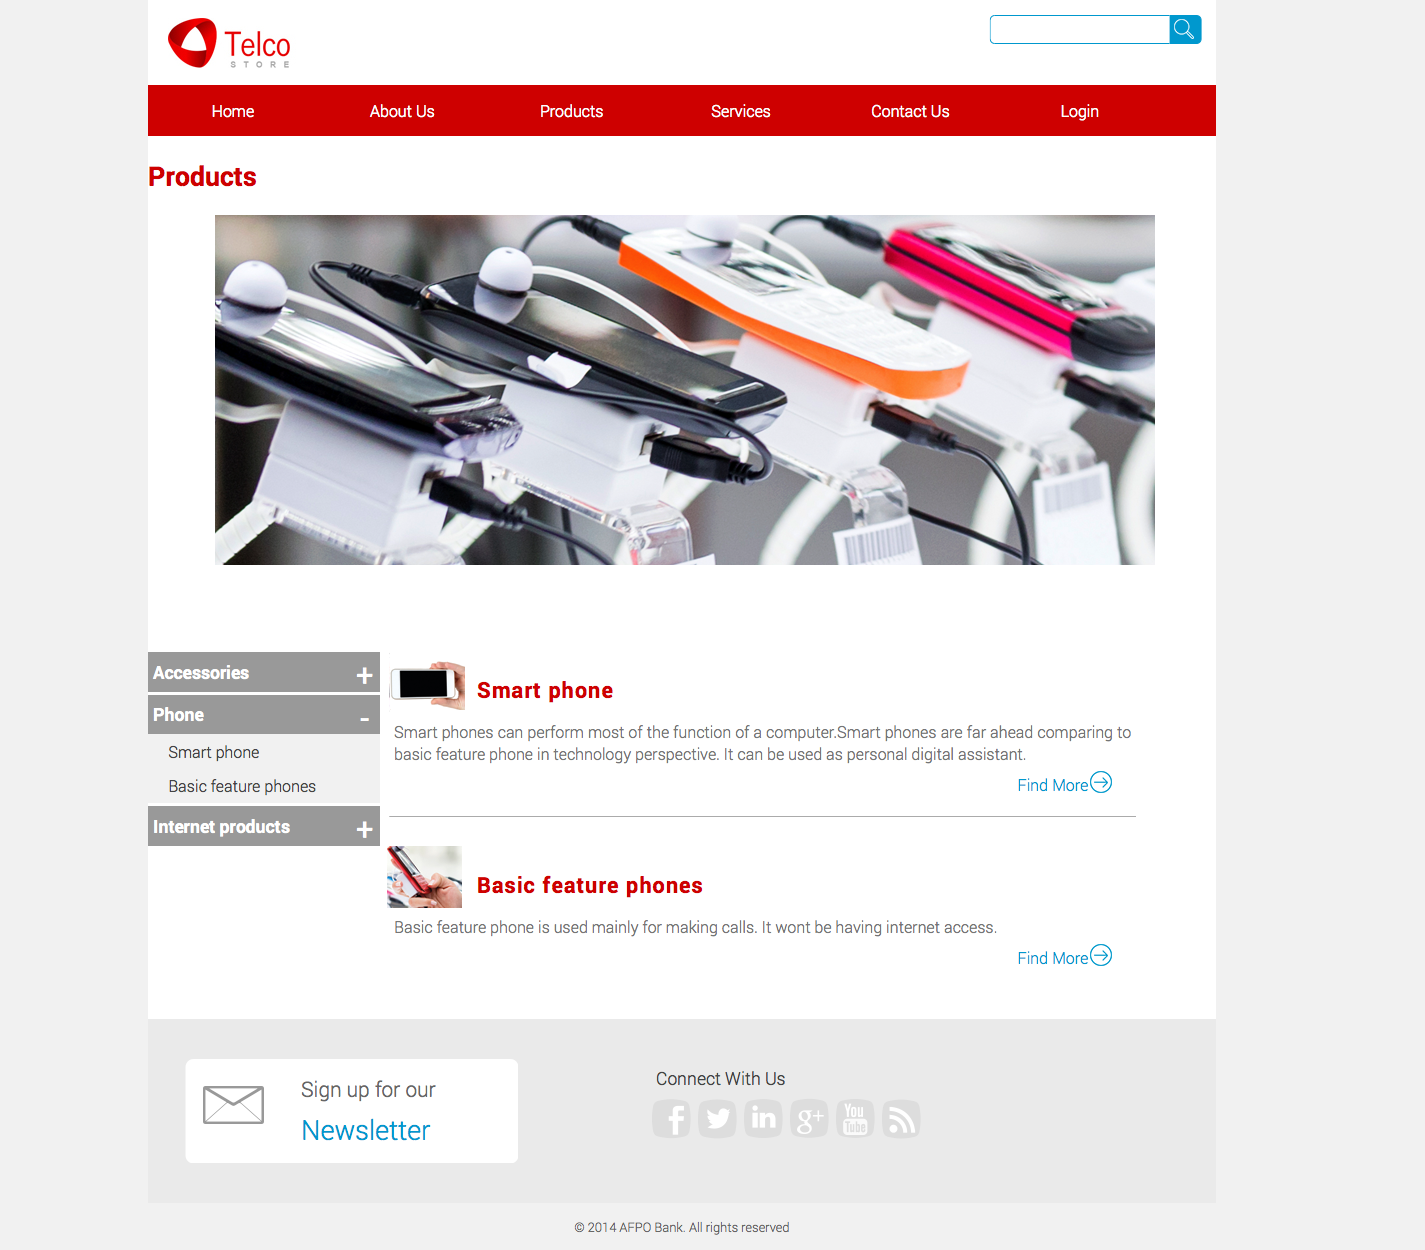 Telco
STORE
Home
About Us
Products
Services
Contact Us
Login
Products
Accessories +
Phone -
Smart phone
Basic feature phones
Internet products +
Smart phone
Smart phones can perform most of the function of a computer.Smart phones are far ahead comparing to
basic feature phone in technology perspective. It can be used as personal digital assistant.
Find More
Basic feature phones
Basic feature phone is used mainly for making calls. It wont be having internet access.
Find More
Sign up for our
Newsletter
Connect With Us
f
in
g+
You
Tube
© 2014 AFPO Bank. All rights reserved